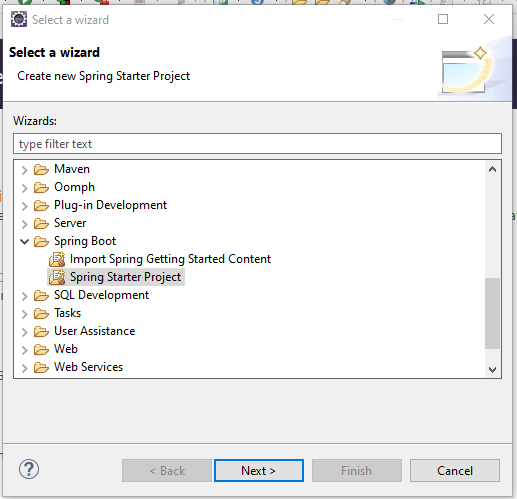 Select a wizard
Select a wizard
Create new Spring Starter Project
Wizards:
type filter text
Maven
Oomph
Plug-in Development
Server
Spring Boot
Import Spring Getting Started Content
Spring Starter Project
SQL Development
Tasks
User Assistance
Web
Web Services
?
< Back
Next >
Finish
Cancel